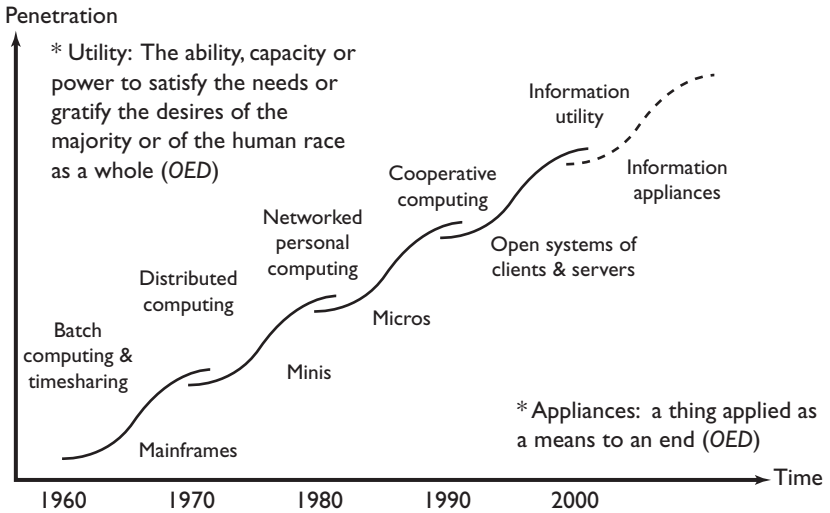 Penetration
* Utility: The ability, capacity or
power to satisfy the needs or
gratify the desires of the
majority or of the human race
as a whole (OED)
Information
utility
Information
appliances
Cooperative
computing
Open systems of
clients & servers
Networked
personal
computing
Micros
Distributed
computing
Minis
Batch
computing &
timesharing
Mainframes
* Appliances: a thing applied as
a means to an end (OED)
Time
1960
1970
1980
1990
2000